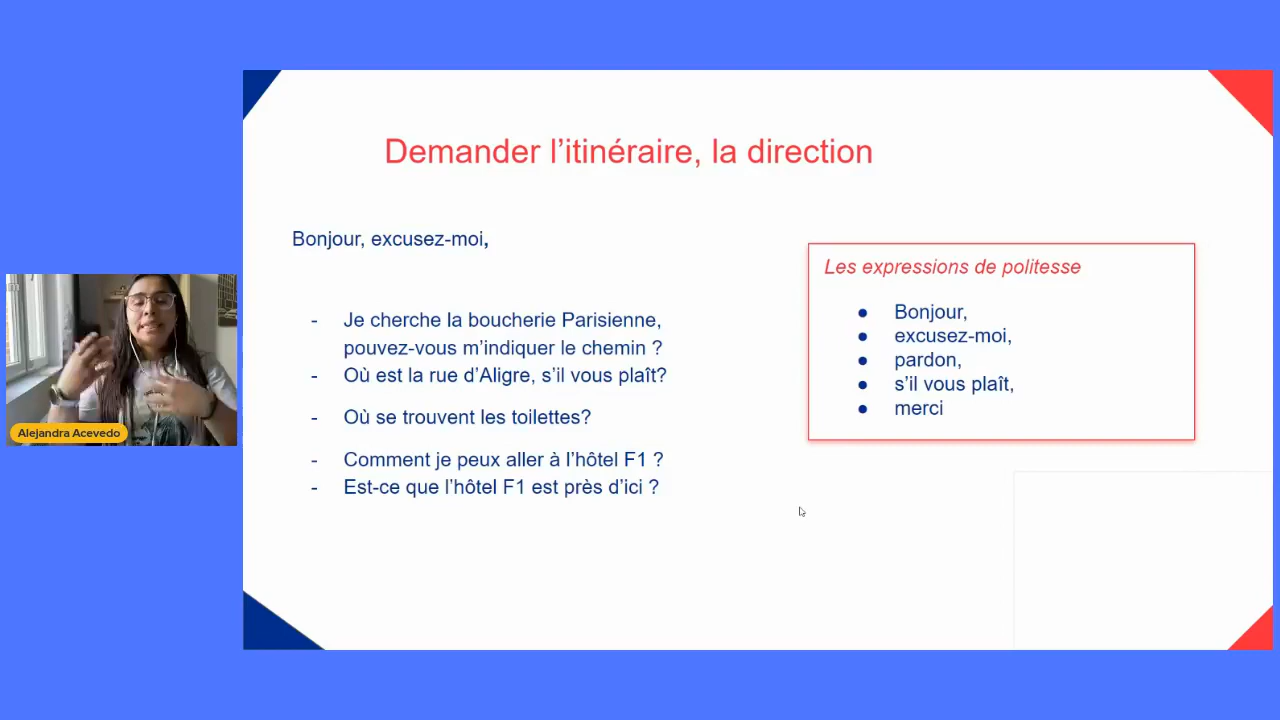 Demander l’itinéraire, la direction
Bonjour, excusez-moi,
- Je cherche la boucherie Parisienne,
pouvez-vous m’indiquer le chemin ?
- Où est la rue d’Aligre, s’il vous plaît?
- Où se trouvent les toilettes?
- Comment je peux aller à l’hôtel F1 ?
- Est-ce que l’hôtel F1 est près d’ici ?
Les expressions de politesse
● Bonjour,
● excusez-moi,
● pardon,
● s’il vous plaît,
● merci
Alejandra Acevedo